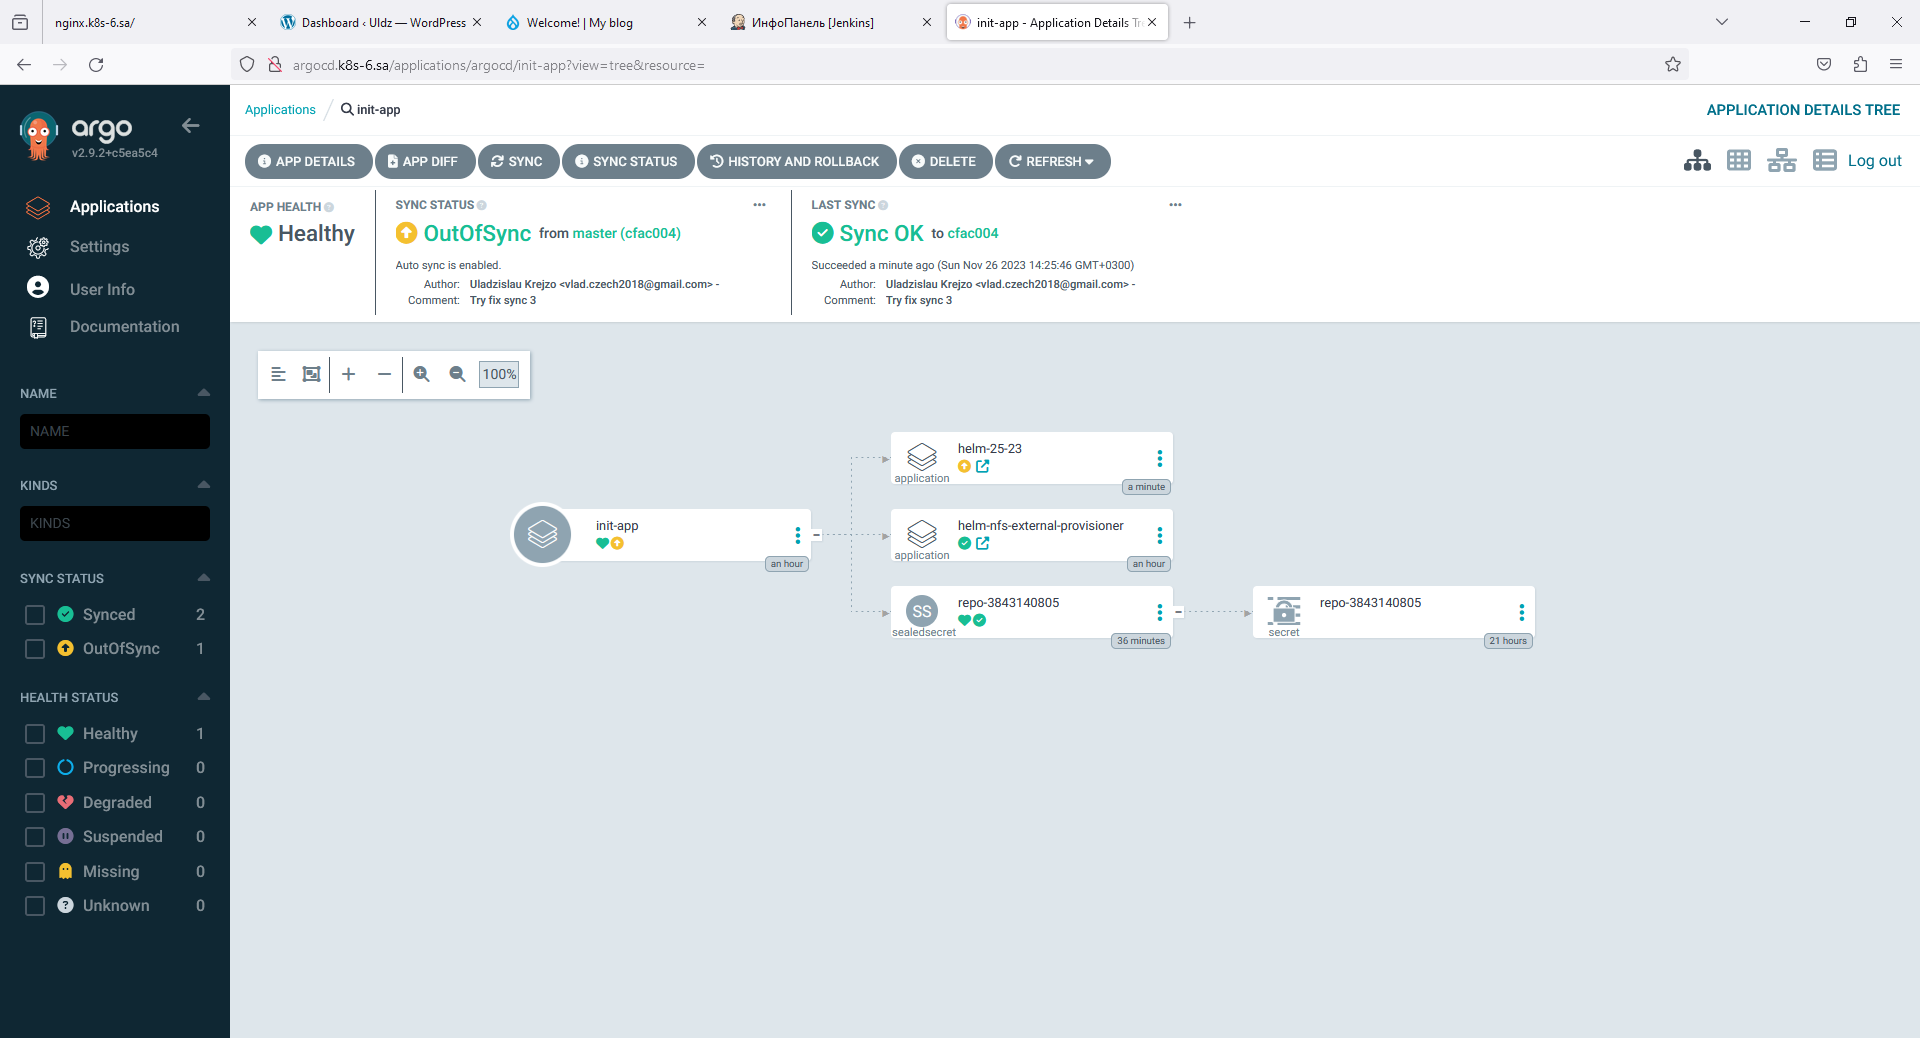 nginx.k8s-6.sa/
Dashboard ‹ Uldz — WordPress
Welcome! | My blog
ИнфоПанель [Jenkins]
init-app - Application Details Tre
argocd.k8s-6.sa/applications/argocd/init-app?view=tree&resource=
argo
v2.9.2+c5ea5c4
Applications
Settings
User Info
Documentation
NAME
NAME
KINDS
KINDS
SYNC STATUS
Synced 2
OutOfSync 1
HEALTH STATUS
Healthy 1
Progressing 0
Degraded 0
Suspended 0
Missing 0
Unknown 0
Applications / init-app
APPLICATION DETAILS TREE
APP DETAILS
APP DIFF
SYNC
SYNC STATUS
HISTORY AND ROLLBACK
DELETE
REFRESH
Log out
APP HEALTH
Healthy
SYNC STATUS
OutOfSync from master (cfac004)
Auto sync is enabled.
Author: Uladzislau Krejzo <vlad.czech2018@gmail.com> -
Comment: Try fix sync 3
LAST SYNC
Sync OK to cfac004
Succeeded a minute ago (Sun Nov 26 2023 14:25:46 GMT+0300)
Author: Uladzislau Krejzo <vlad.czech2018@gmail.com> -
Comment: Try fix sync 3
100%
init-app
an hour
helm-25-23
application
a minute
helm-nfs-external-provisioner
application
an hour
SS
repo-3843140805
sealedsecret
36 minutes
repo-3843140805
secret
21 hours